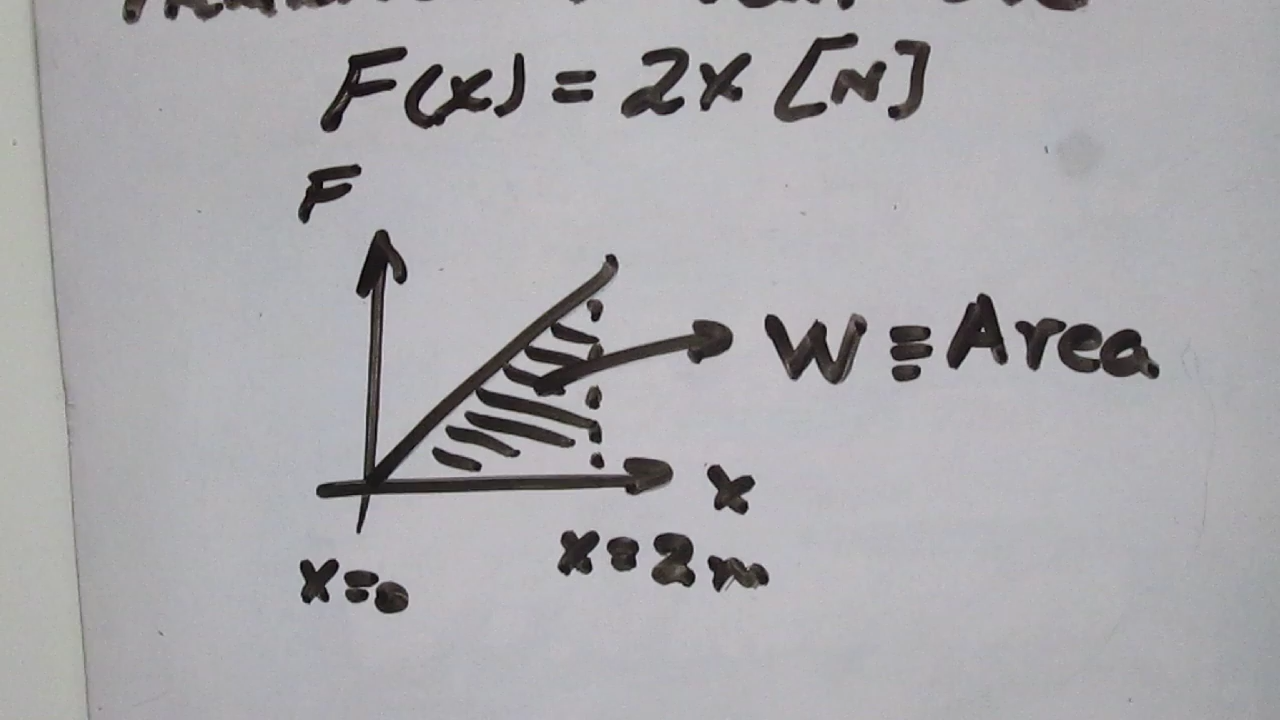 F(x) = 2x [N]
F
W ≡ Area
x
x=0
x=2m